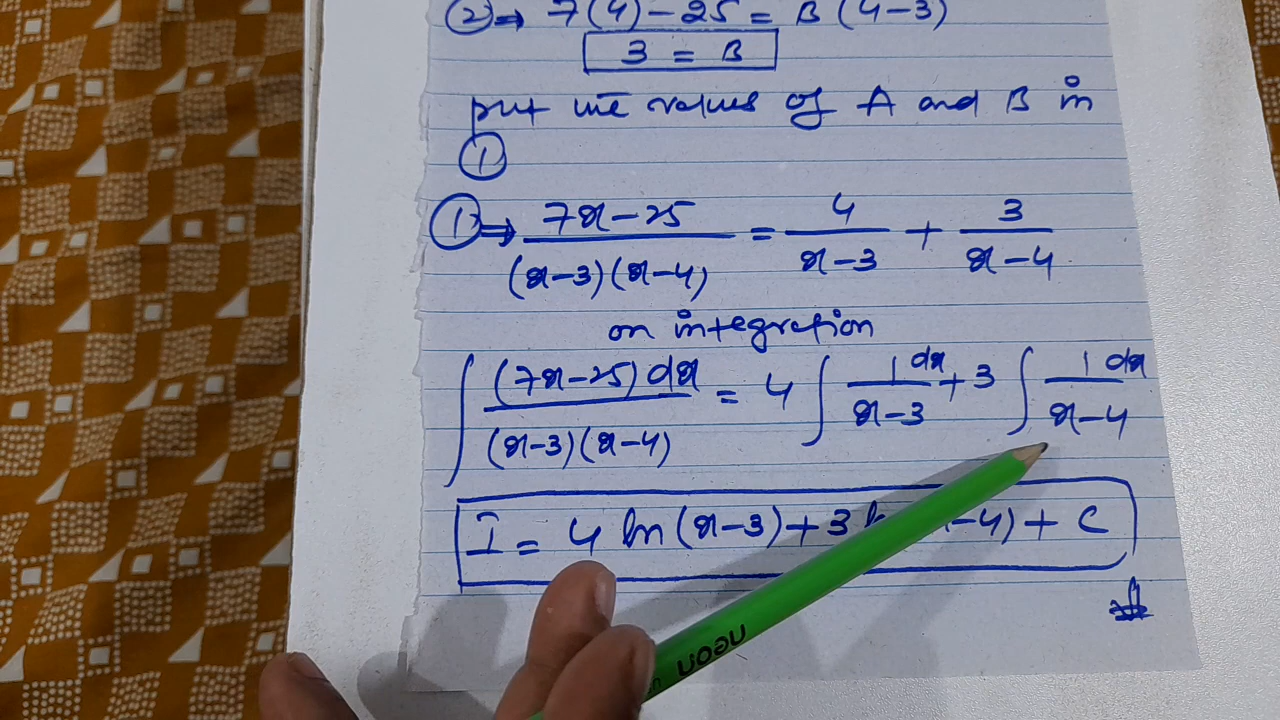 ② ⇒ 7(4) - 25 = B (4-3)
3 = B
put the values of A and B in
①
① ⇒ 7x-25 / (x-3)(x-4) = 4 / x-3 + 3 / x-4
on integration
∫ (7x-25) dx / (x-3)(x-4) = 4 ∫ 1 dx / x-3 + 3 ∫ 1 dx / x-4
I = 4 ln (x-3) + 3 -4) + C
neon